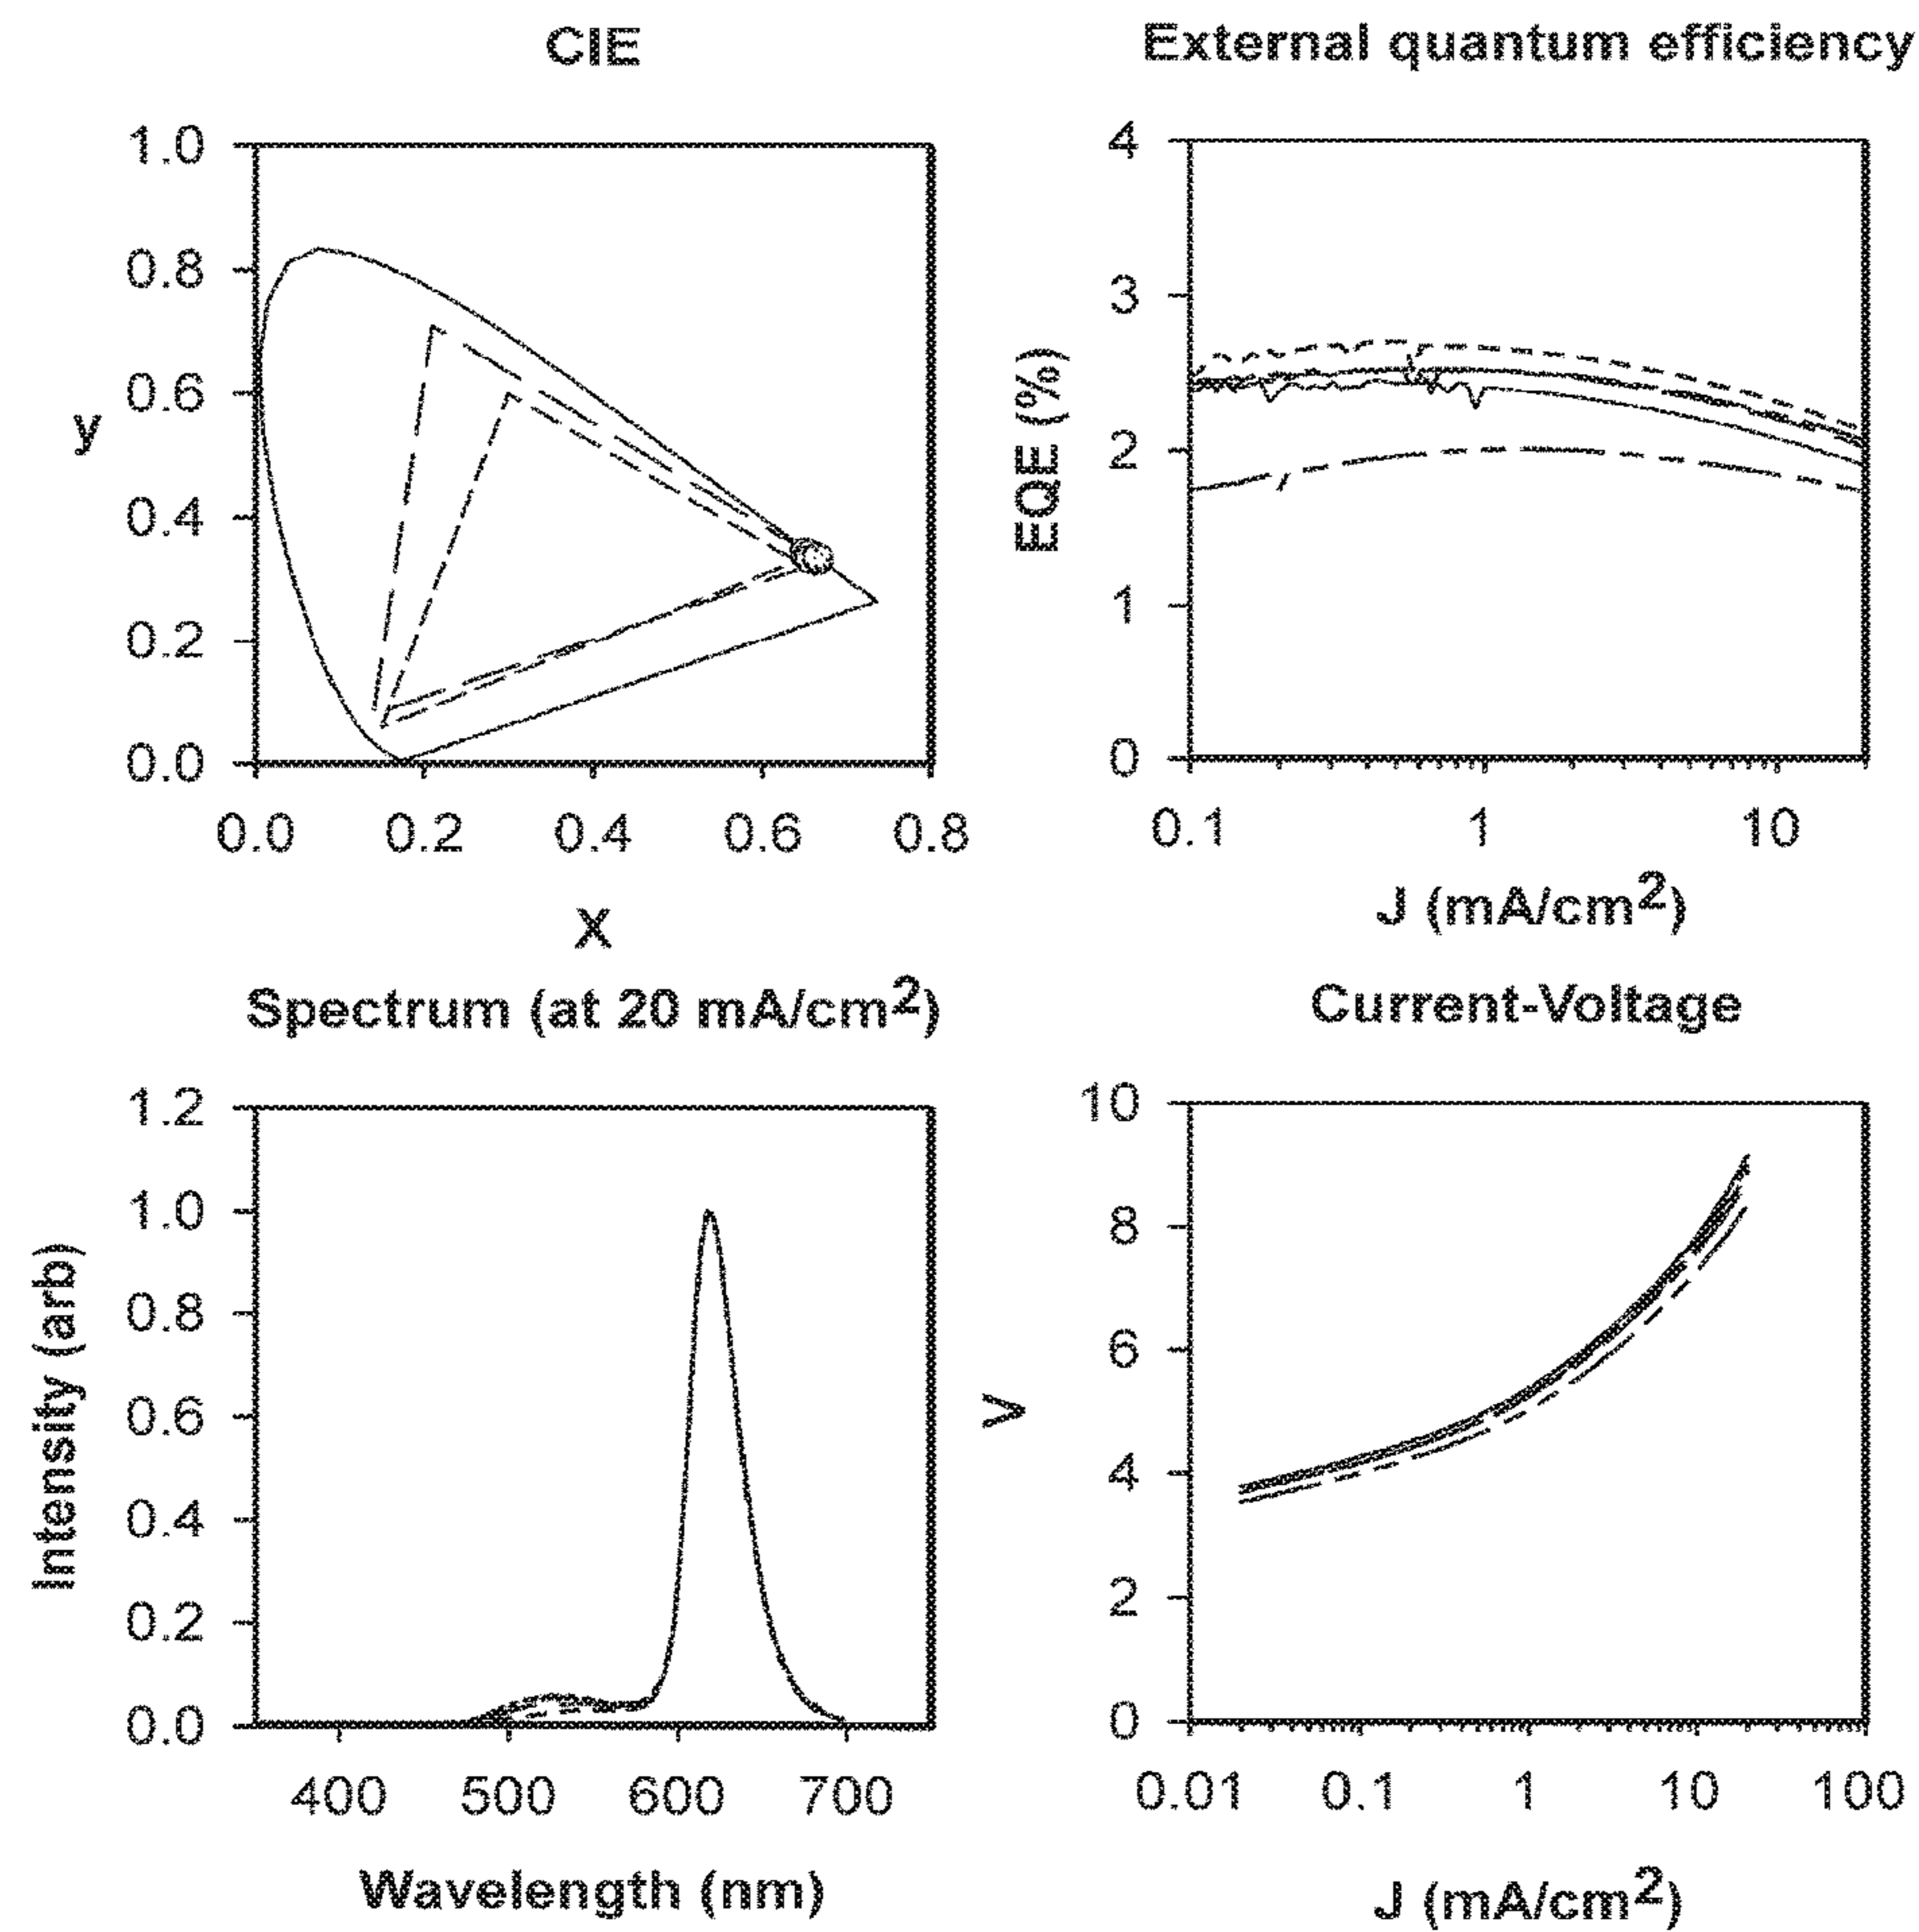 CIE
1.0
0.8
0.6
0.4
0.2
0.0
y
0.0 0.2 0.4 0.6 0.8
X
External quantum efficiency
4
3
2
1
0
EQE (%)
0.1 1 10
J (mA/cm²)
Spectrum (at 20 mA/cm²)
1.2
1.0
0.8
0.6
0.4
0.2
0.0
Intensity (arb)
400 500 600 700
Wavelength (nm)
Current-Voltage
10
8
6
4
2
0
V
0.01 0.1 1 10 100
J (mA/cm²)